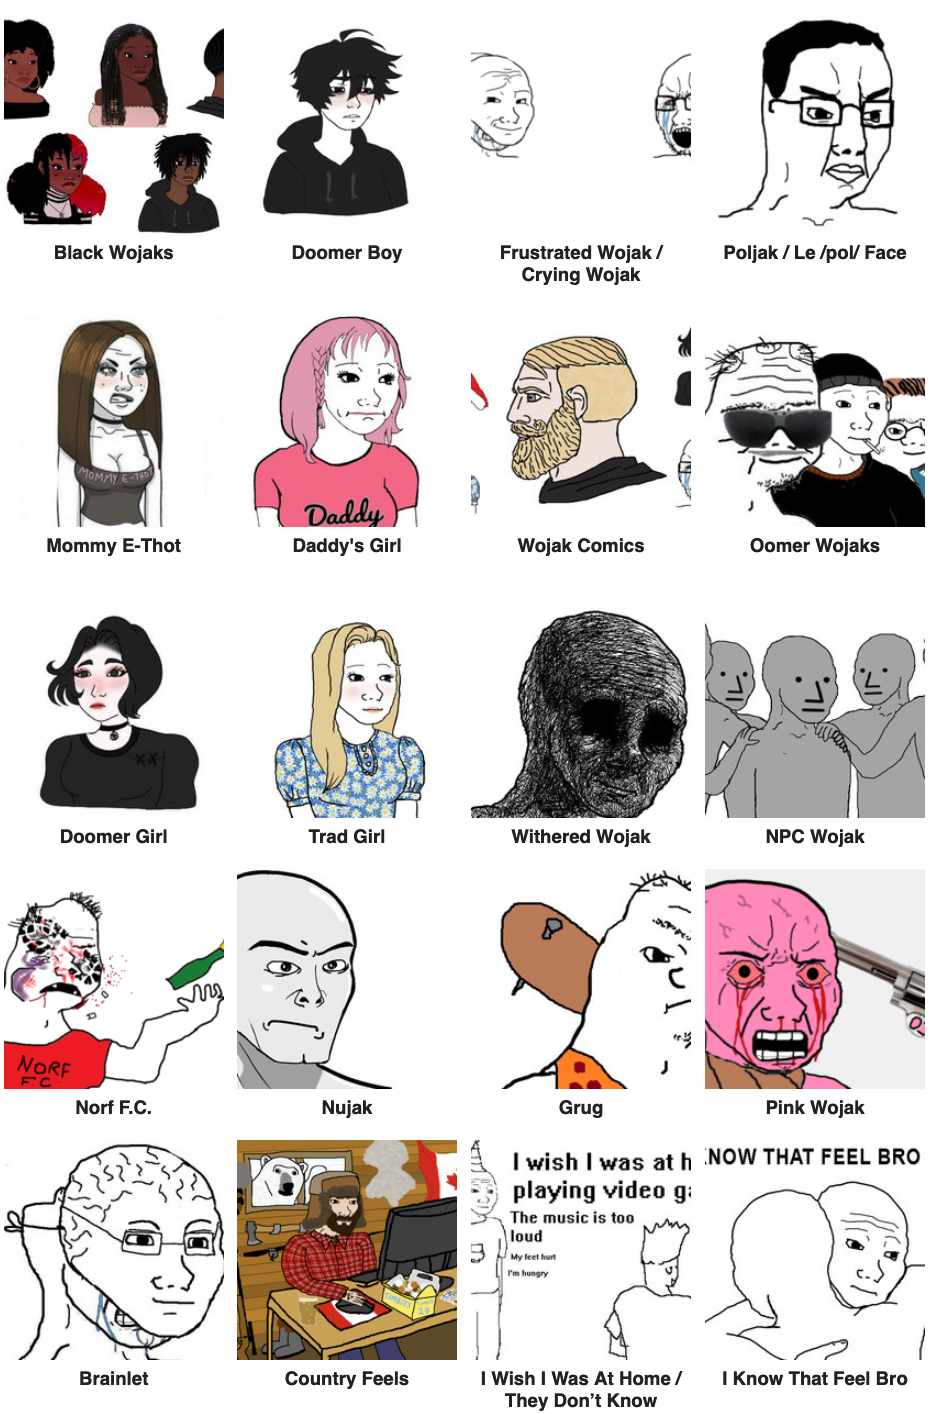 Black Wojaks
Doomer Boy
Frustrated Wojak /
Crying Wojak
Poljak / Le /pol/ Face
MOMMY E-THOT
Daddy
Mommy E-Thot
Daddy's Girl
Wojak Comics
Oomer Wojaks
Doomer Girl
Trad Girl
Withered Wojak
NPC Wojak
NORF
F.C.
Norf F.C.
Nujak
Grug
Pink Wojak
TIMBITS
20
I wish I was at h
playing video ga
The music is too
loud
My feet hurt
I'm hungry
KNOW THAT FEEL BRO
Brainlet
Country Feels
I Wish I Was At Home /
They Don’t Know
I Know That Feel Bro